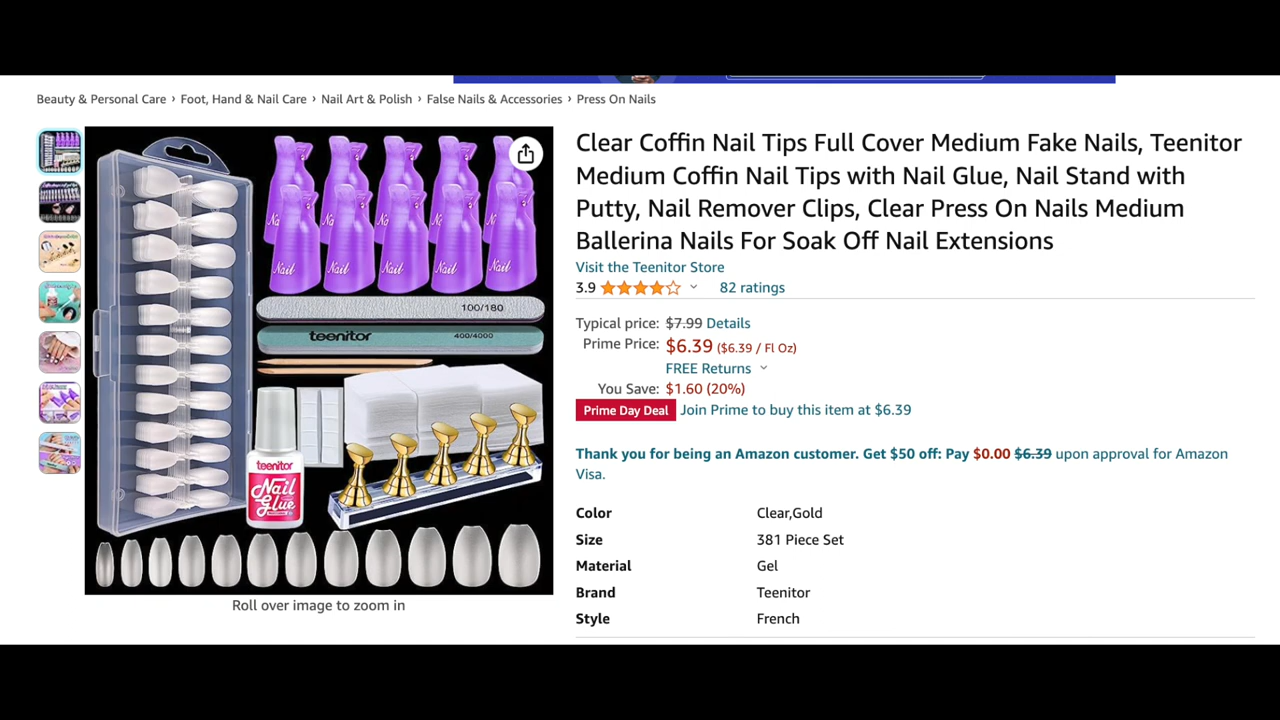 Beauty & Personal Care › Foot, Hand & Nail Care › Nail Art & Polish › False Nails & Accessories › Press On Nails
Clear Coffin Nail Tips Full Cover Medium Fake Nails, Teenitor
Medium Coffin Nail Tips with Nail Glue, Nail Stand with
Putty, Nail Remover Clips, Clear Press On Nails Medium
Ballerina Nails For Soak Off Nail Extensions
Visit the Teenitor Store
3.9 82 ratings
Typical price: $7.99 Details
Prime Price: $6.39 ($6.39 / Fl Oz)
FREE Returns
You Save: $1.60 (20%)
Prime Day Deal Join Prime to buy this item at $6.39
Thank you for being an Amazon customer. Get $50 off: Pay $0.00 $6.39 upon approval for Amazon
Visa.
Color Clear,Gold
Size 381 Piece Set
Material Gel
Brand Teenitor
Style French
Nail Nail Nail Nail Nail
100/180
teenitor 400/4000
teenitor
Nail
Glue
Roll over image to zoom in